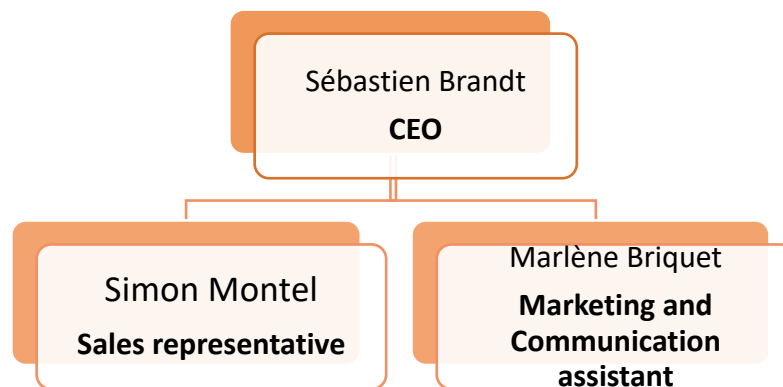 Sébastien Brandt
CEO
Simon Montel
Sales representative
Marlène Briquet
Marketing and
Communication
assistant